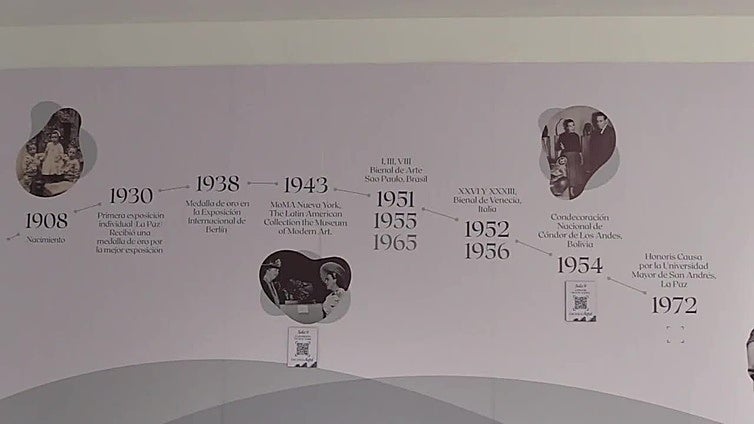 1908
Nacimiento
1930
Primera exposición
individual (La Paz)
Recibió una
medalla de oro por
la mejor exposición
1938
Medalla de oro en
la Exposición
Internacional de
Berlín
1943
MoMA Nueva York,
The Latin American
Collection the Museum
of Modern Art.
I, III, VIII
Bienal de Arte
Sao Paulo, Brasil
1951
1955
1965
XXVI Y XXXIII,
Bienal de Venecia,
Italia
1952
1956
Condecoración
Nacional de
Cóndor de Los Andes,
Bolivia
1954
Honoris Causa
por la Universidad
Mayor de San Andrés,
La Paz
1972